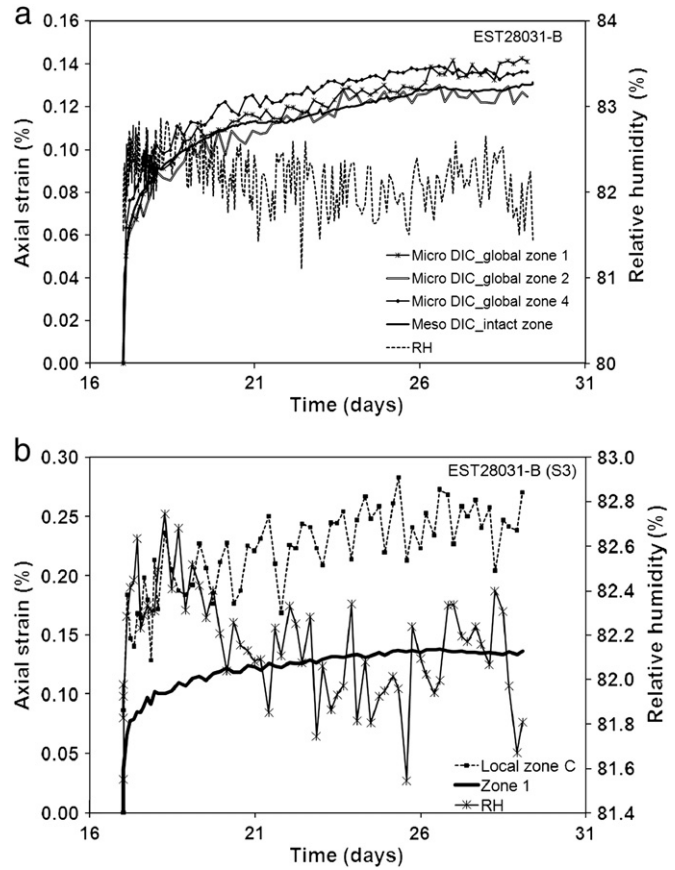 a
EST28031-B
0.16
0.14
0.12
0.10
0.08
0.06
0.04
0.02
0.00
Axial strain (%)
84
83
82
81
80
Relative humidity (%)
Micro DIC_global zone 1
Micro DIC_global zone 2
Micro DIC_global zone 4
Meso DIC_intact zone
RH
16 21 26 31
Time (days)
b
EST28031-B (S3)
0.30
0.25
0.20
0.15
0.10
0.05
0.00
Axial strain (%)
83.0
82.8
82.6
82.4
82.2
82.0
81.8
81.6
81.4
Relative humidity (%)
Local zone C
Zone 1
RH
16 21 26 31
Time (days)